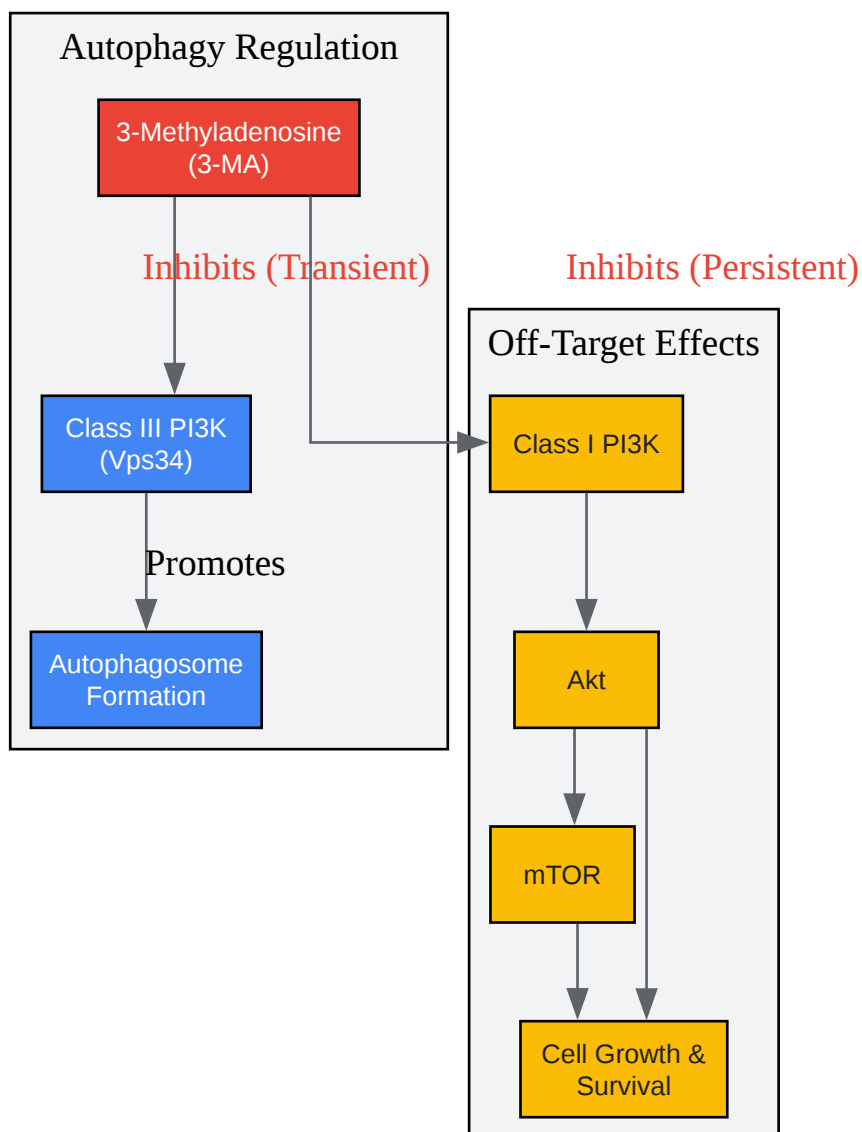 Autophagy Regulation
3-Methyladenosine
(3-MA)
Inhibits (Transient)
Inhibits (Persistent)
Off-Target Effects
Class III PI3K
(Vps34)
Class I PI3K
Promotes
Autophagosome
Formation
Akt
mTOR
Cell Growth &
Survival